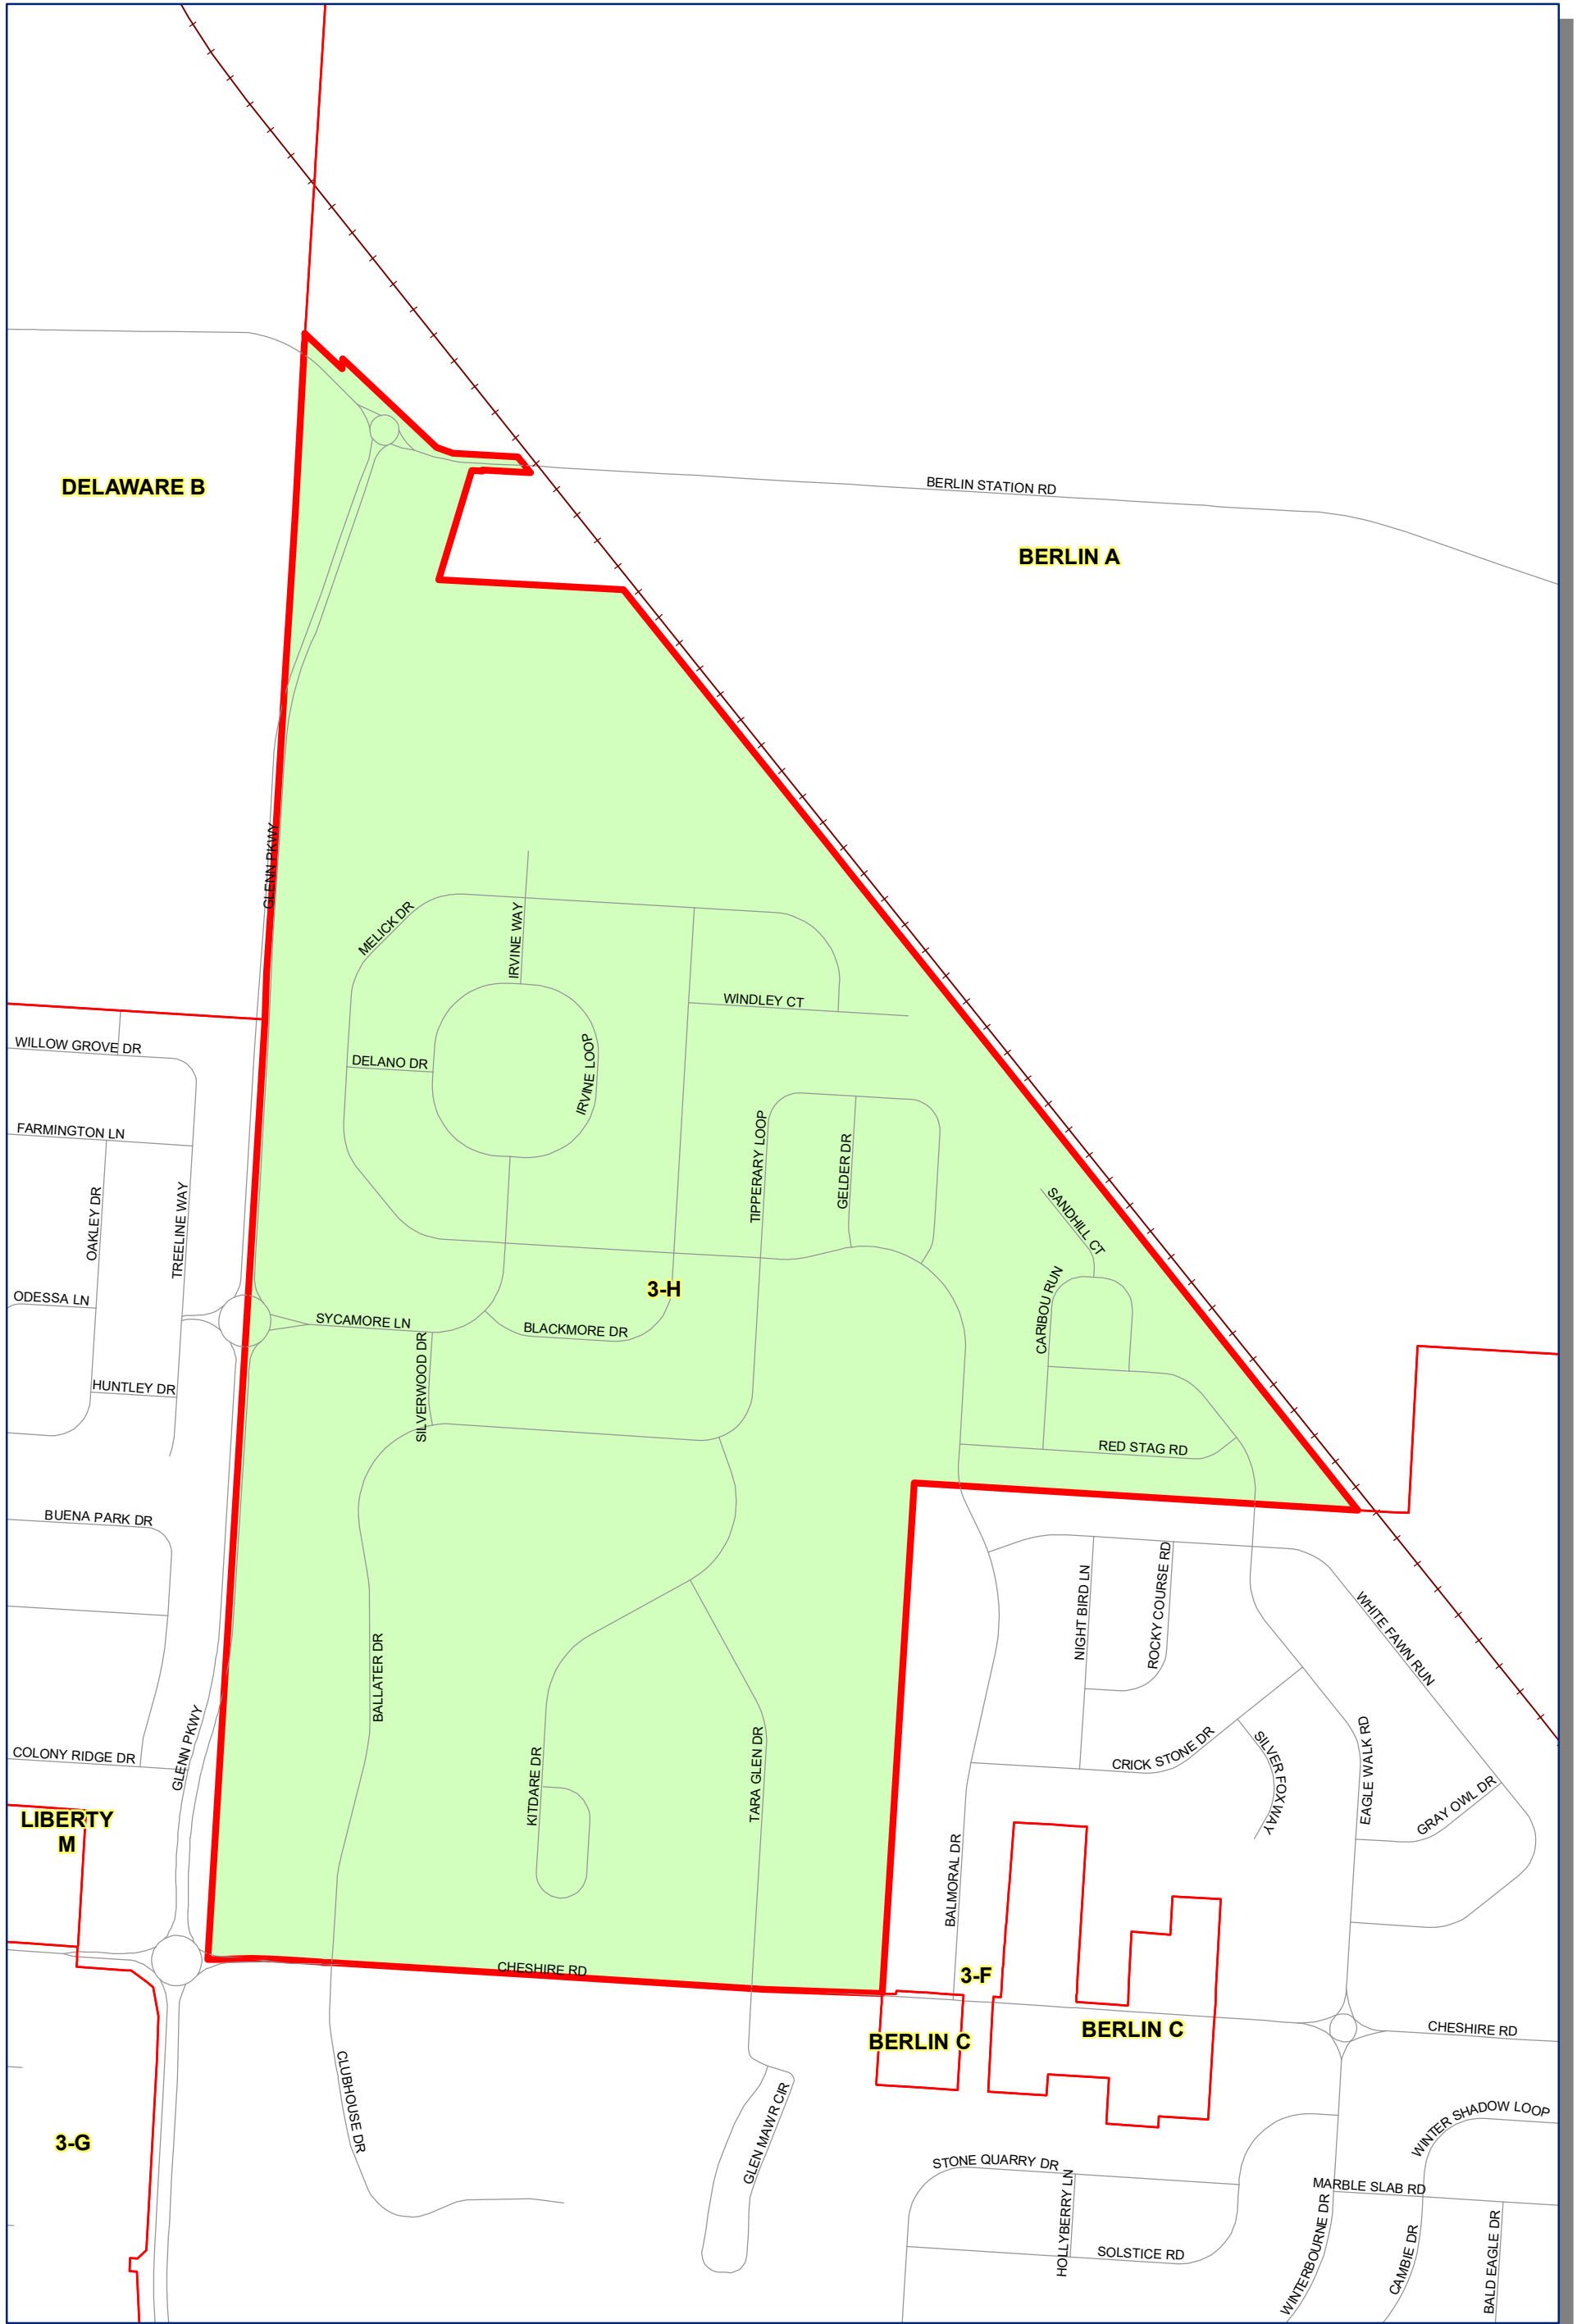 DELAWARE B
BERLIN STATION RD
BERLIN A
GLENN PKWY
MELICK DR
IRVINE WAY
WINDLEY CT
WILLOW GROVE DR
DELANO DR
IRVINE LOOP
FARMINGTON LN
TIPPERARY LOOP
GELDER DR
OAKLEY DR
TREELINE WAY
SANDHILL CT
3-H
ODESSA LN
SYCAMORE LN
BLACKMORE DR
CARIBOU RUN
SILVERWOOD DR
HUNTLEY DR
RED STAG RD
BUENA PARK DR
NIGHT BIRD LN
ROCKY COURSE RD
WHITE FAWN RUN
BALLATER DR
GLENN PKWY
COLONY RIDGE DR
KITDARE DR
TARA GLEN DR
CRICK STONE DR
SILVER FOX WAY
EAGLE WALK RD
GRAY OWL DR
LIBERTY
M
BALMORAL DR
CHESHIRE RD
3-F
BERLIN C
BERLIN C
CHESHIRE RD
CLUBHOUSE DR
GLEN MAWR CIR
3-G
WINTER SHADOW LOOP
STONE QUARRY DR
HOLLYBERRY LN
MARBLE SLAB RD
SOLSTICE RD
WINTERBOURNE DR
CAMBIE DR
BALD EAGLE DR